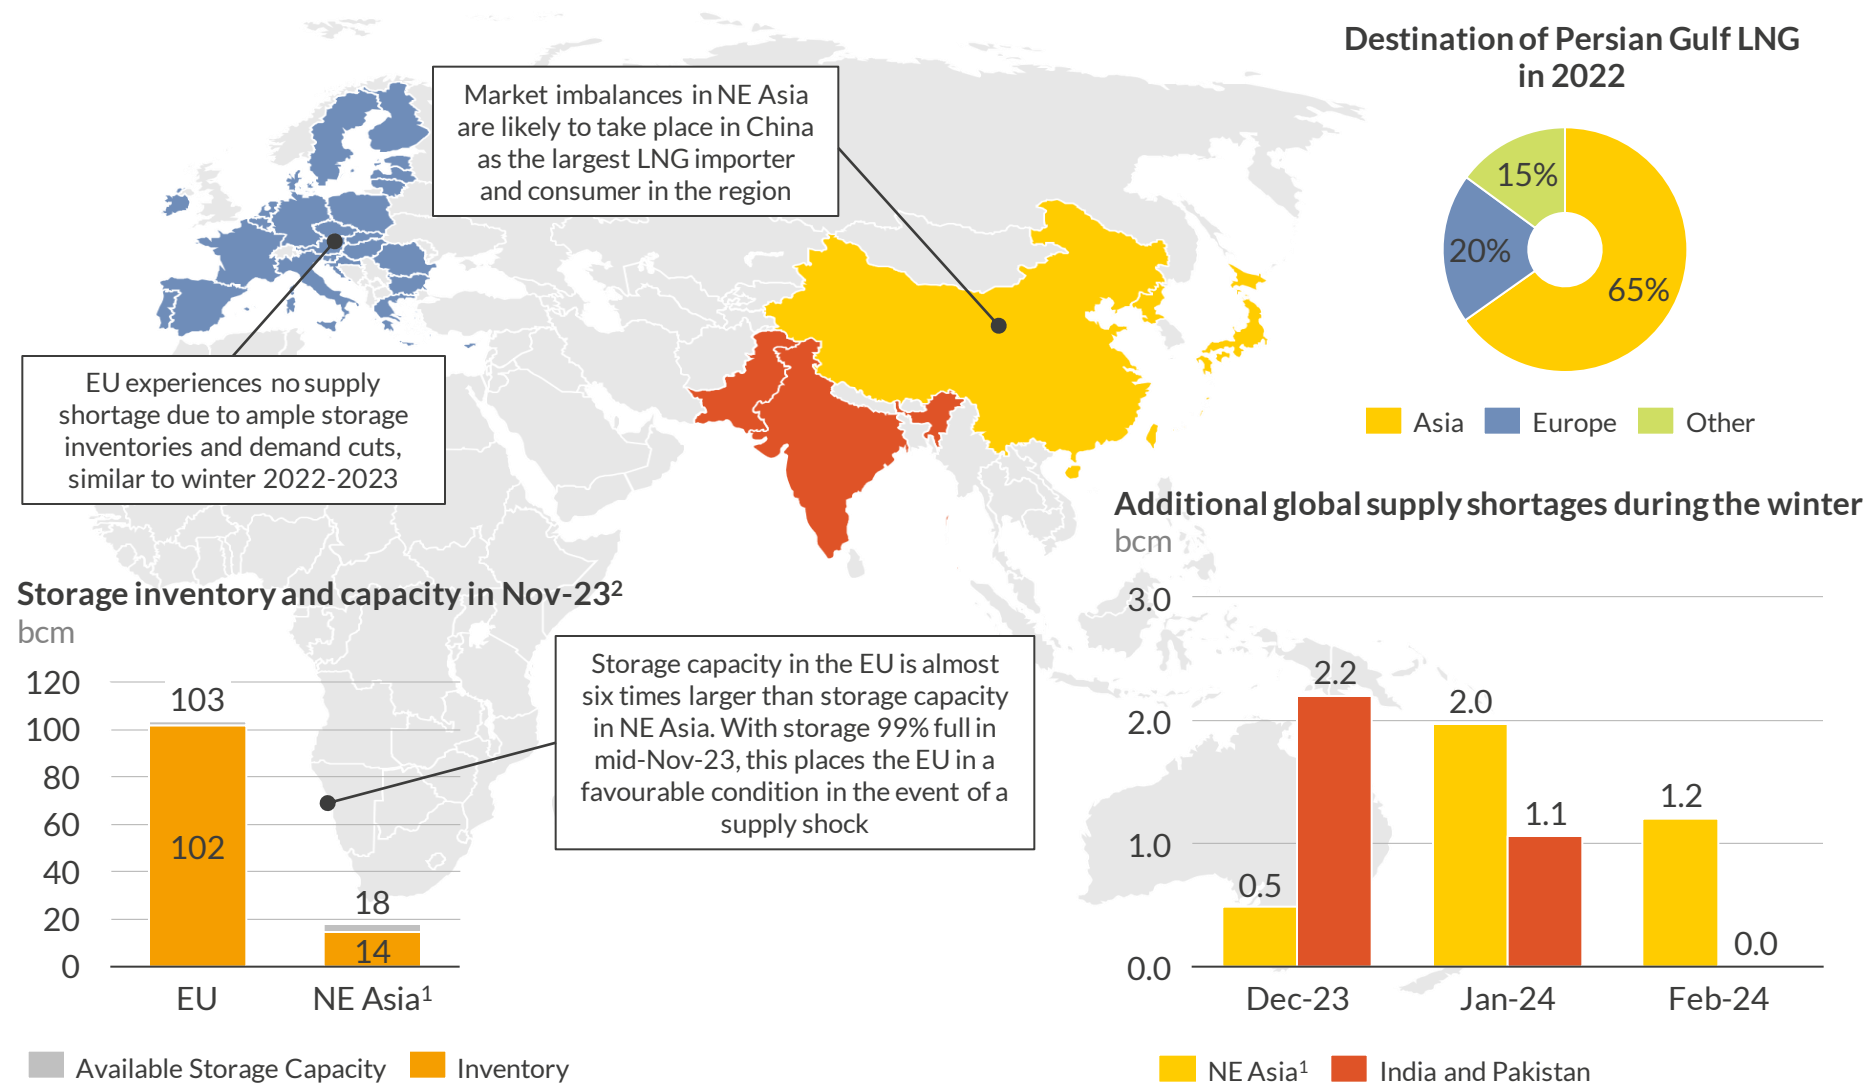 Destination of Persian Gulf LNG
in 2022
15%
20%
65%
Asia
Europe
Other
Market imbalances in NE Asia
are likely to take place in China
as the largest LNG importer
and consumer in the region
EU experiences no supply
shortage due to ample storage
inventories and demand cuts,
similar to winter 2022-2023
Storage inventory and capacity in Nov-23²
bcm
120
100
80
60
40
20
0
103
102
18
14
EU
NE Asia¹
Available Storage Capacity
Inventory
Storage capacity in the EU is almost
six times larger than storage capacity
in NE Asia. With storage 99% full in
mid-Nov-23, this places the EU in a
favourable condition in the event of a
supply shock
Additional global supply shortages during the winter
bcm
3.0
2.0
1.0
0.0
0.5
2.2
2.0
1.1
1.2
0.0
Dec-23
Jan-24
Feb-24
NE Asia¹
India and Pakistan